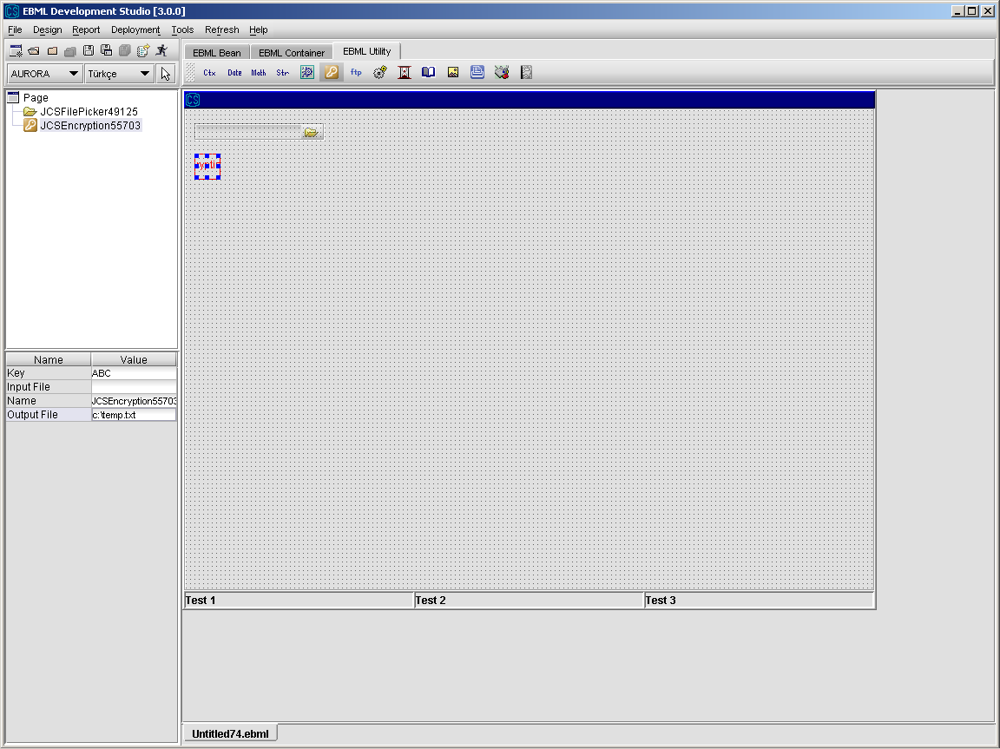 EBML Development Studio [3.0.0]
File Design Report Deployment Tools Refresh Help
EBML Bean EBML Container EBML Utility
AURORA Türkçe
Ctx Date Math Str ftp
Page
JCSFilePicker49125
JCSEncryption55703
CS
Name Value
Key ABC
Input File
Name JCSEncryption55703
Output File c:\temp.txt
Test 1 Test 2 Test 3
Untitled74.ebml